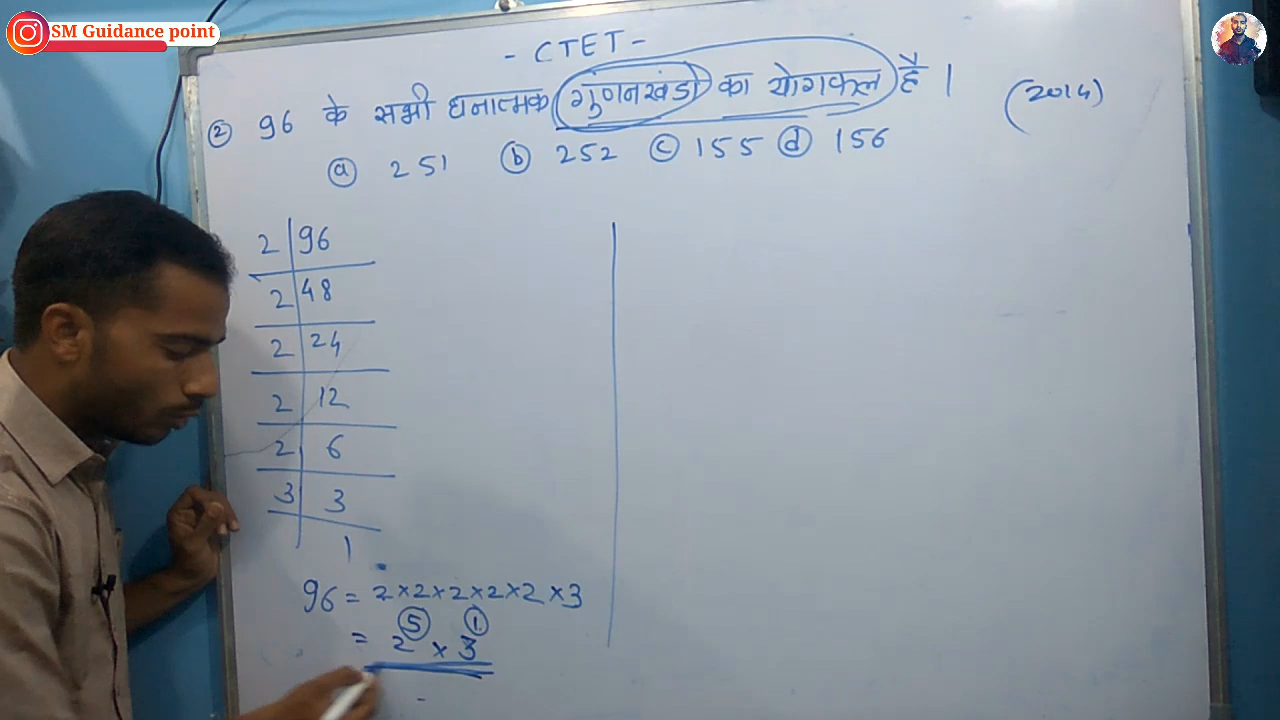 SM Guidance point
- CTET -
② 96 के सभी घनात्मक गुणनखंडो का योगफल है । (2014)
ⓐ 251 ⓑ 252 ⓒ 155 ⓓ 156
2 96
2 48
2 24
2 12
2 6
3 3
1
96 = 2×2×2×2×2×3
= 2⁵ × 3¹